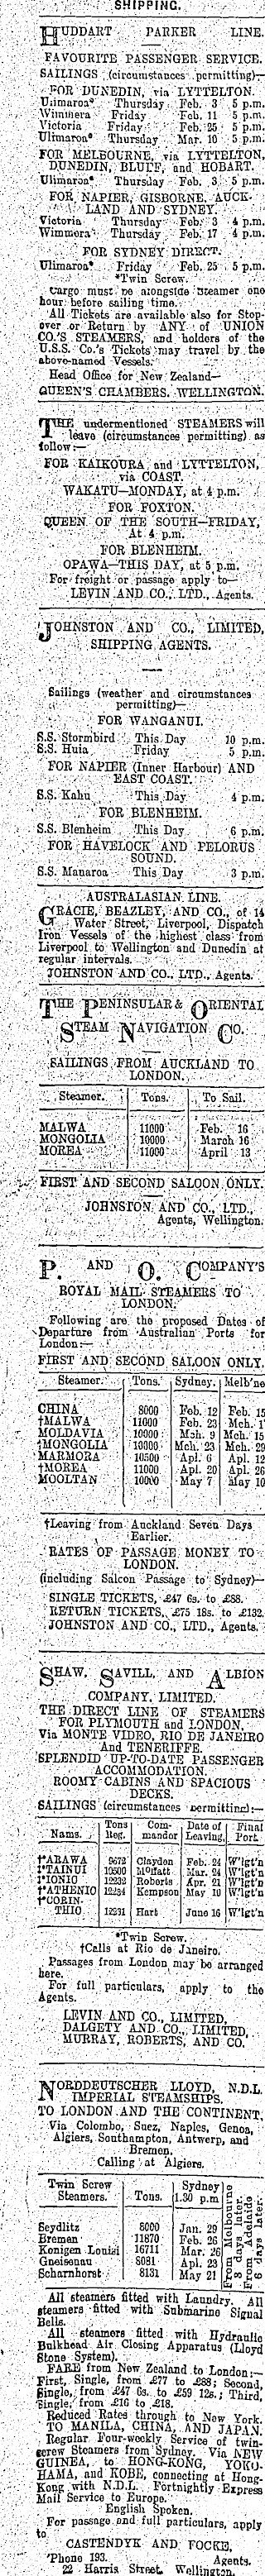 SHIPPING.
HUDDART PARKER LINE.
FAVOURITE PASSENGER SERVICE.
SAILINGS (circumstances permitting)—
FOR DUNEDIN, via LYTTELTON.
Ulimaroa* Thursday Feb. 3 5 p.m.
Wimmera Friday Feb. 11 5 p.m.
Victoria Friday Feb. 25 5 p.m.
Ulimaroa* Thursday Mar. 10 5 p.m.
FOR MELBOURNE, via LYTTELTON,
DUNEDIN, BLUFF, and HOBART.
Ulimaroa* Thursday Feb. 3 5 p.m.
FOR NAPIER, GISBORNE, AUCK-
LAND AND SYDNEY
Victoria Thursday Feb. 3 4 p.m.
Wimmera Thursday Feb. 17 4 p.m.
FOR SYDNEY DIRECT.
Ulimaroa* Friday Feb. 25 5 p.m.
*Twin Screw.
Cargo must be alongside steamer one
hour before sailing time.
All Tickets are available also for Stop-
over or Return by ANY of UNION
CO.'S STEAMERS, and holders of the
U.S.S. Co.'s Tickets may travel by the
above-named Vessels.
Head Office for New Zealand—
QUEEN'S CHAMBERS, WELLINGTON.
THE undermentioned STEAMERS will
leave (circumstances permitting) as
follow:—
FOR KAIKOURA and LYTTELTON,
via COAST.
WAKATU—MONDAY, at 4 p.m.
FOR FOXTON.
QUEEN OF THE SOUTH—FRIDAY,
At 4 p.m.
FOR BLENHEIM.
OPAWA—THIS DAY, at 5 p.m.
For freight or passage apply to—
LEVIN AND CO., LTD., Agents.
JOHNSTON AND CO., LIMITED,
SHIPPING AGENTS.
Sailings (weather and circumstances
permitting)—
FOR WANGANUI.
S.S. Stormbird This Day 10 p.m.
S.S. Huia Friday 5 p.m.
FOR NAPIER (Inner Harbour) AND
EAST COAST.
S.S. Kahu This Day 4 p.m.
FOR BLENHEIM.
S.S. Blenheim This Day 6 p.m.
FOR HAVELOCK AND PELORUS
SOUND.
S.S. Manaroa This Day 3 p.m.
AUSTRALASIAN LINE.
GRACIE, BEAZLEY, AND CO., of 14
Water Street, Liverpool, Dispatch
Iron Vessels of the highest class from
Liverpool to Wellington and Dunedin at
regular intervals.
JOHNSTON AND CO., LTD., Agents.
THE PENINSULAR & ORIENTAL
STEAM NAVIGATION CO.
SAILINGS FROM AUCKLAND TO
LONDON.
Steamer. Tons. To Sail.
MALWA 11000 Feb. 16
MONGOLIA 10000 March 16
MOREA 11000 April 13
FIRST AND SECOND SALOON ONLY.
JOHNSTON AND CO., LTD.,
Agents, Wellington.
P. AND O. COMPANY'S
ROYAL MAIL STEAMERS TO
LONDON.
Following are the proposed Dates of
Departure from Australian Ports for
London:—
FIRST AND SECOND SALOON ONLY.
Steamer. Tons. Sydney. Melb'ne
CHINA 8000 Feb. 12 Feb. 15
†MALWA 11000 Feb. 23 Mch. 1
MOLDAVIA 10000 Mch. 9 Mch. 15
†MONGOLIA 10000 Mch. 23 Mch. 29
MARMORA 10500 Apl. 6 Apl. 12
†MOREA 11000 Apl. 20 Apl. 26
MOOLTAN 10000 May 7 May 10
†Leaving from Auckland Seven Days
Earlier.
RATES OF PASSAGE MONEY TO
LONDON.
(including Saloon Passage to Sydney)—
SINGLE TICKETS, £47 6s. to £88.
RETURN TICKETS, £75 18s. to £132.
JOHNSTON AND CO., LTD., Agents.
SHAW, SAVILL, AND ALBION
COMPANY, LIMITED.
THE DIRECT LINE OF STEAMERS
FOR PLYMOUTH and LONDON,
Via MONTE VIDEO, RIO DE JANEIRO
And TENERIFFE.
SPLENDID UP-TO-DATE PASSENGER
ACCOMMODATION.
ROOMY CABINS AND SPACIOUS
DECKS.
SAILINGS (circumstances permitting):—
Name. Tons Reg. Com- mander Date of Leaving. Final Port.
†*ARAWA 9672 Clayden Feb. 24 W'lgt'n
†*TAINUI 10500 Moffatt Mar. 24 W'lgt'n
†*IONIC 12232 Roberts Apr. 21 W'lgt'n
†*ATHENIC 12234 Kempson May 19 W'lgt'n
†*CORIN-
THIC 12231 Hart June 16 W'lgt'n
*Twin Screw.
†Calls at Rio de Janeiro.
Passages from London may be arranged
here.
For full particulars, apply to the
Agents.
LEVIN AND CO., LIMITED.
DALGETY AND CO., LIMITED,
MURRAY, ROBERTS, AND CO.
NORDDEUTSCHER LLOYD, N.D.L.
IMPERIAL STEAMSHIPS.
TO LONDON AND THE CONTINENT,
Via Colombo, Suez, Naples, Genoa,
Algiers, Southampton, Antwerp, and
Bremen.
Calling at Algiers.
Twin Screw Steamers. Tons. Sydney 1.30 p.m From Melbourne 3 days later. From Adelaide 6 days later.
Seydlitz 8000 Jan. 29
Bremen 11870 Feb. 26
Konigen Louisi 10711 Mar. 26
Gneisenau 8081 Apl. 23
Scharnhorst 8131 May 21
All steamers fitted with Laundry. All
steamers fitted with Submarine Signal
Bells.
All steamers fitted with Hydraulic
Bulkhead Air Closing Apparatus (Lloyd
Stone System).
FARE from New Zealand to London:—
First, Single, from £77 to £88; Second,
Single, from £47 6s. to £59 12s.; Third,
Single, from £16 to £18.
Reduced Rates through to New York.
TO MANILA, CHINA, AND JAPAN.
Regular Four-weekly Service of twin-
screw Steamers from Sydney. Via NEW
GUINEA, to HONG-KONG, YOKO-
HAMA, and KOBE, connecting at Hong-
Kong with N.D.L. Fortnightly Express
Mail Service to Europe.
English Spoken.
For passage and full particulars, apply
to
CASTENDYK AND FOCKE,
'Phone 193. Agents.
22 Harris Street, Wellington.